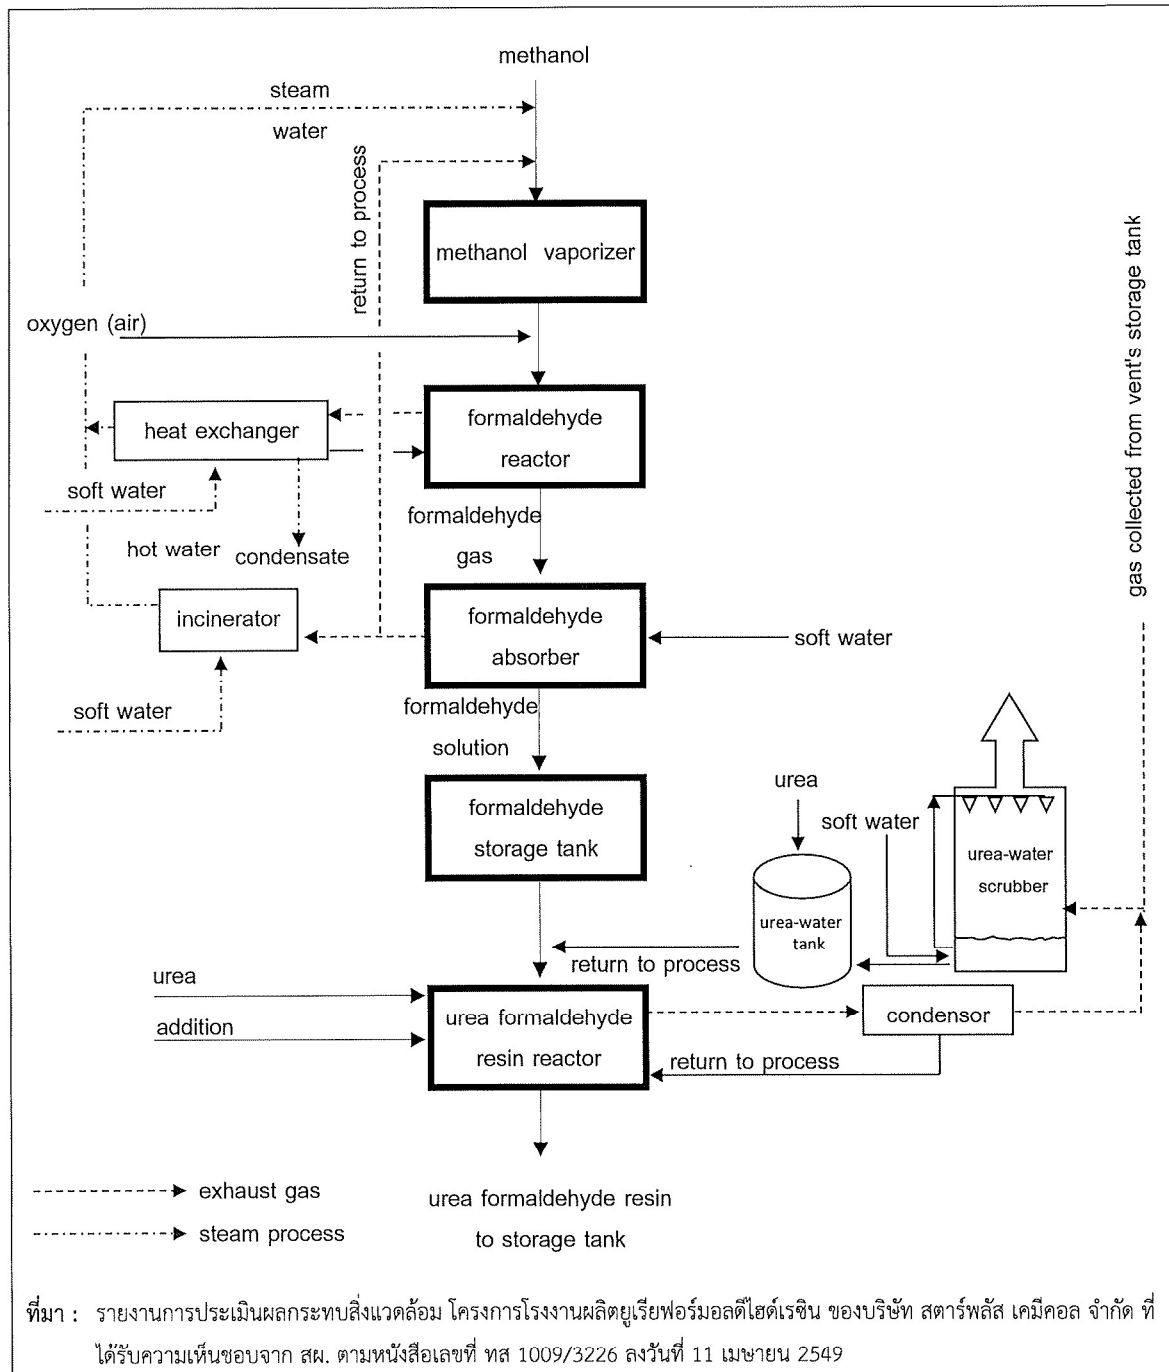 methanol
steam
water
return to process
methanol vaporizer
gas collected from vent's storage tank
oxygen (air)
heat exchanger
formaldehyde
reactor
soft water
formaldehyde
gas
hot water
condensate
incinerator
formaldehyde
absorber
soft water
soft water
formaldehyde
solution
formaldehyde
storage tank
urea
soft water
urea-water
scrubber
urea-water
tank
return to process
urea
addition
urea formaldehyde
resin reactor
condensor
return to process
exhaust gas
steam process
urea formaldehyde resin
to storage tank
ที่มา : รายงานการประเมินผลกระทบสิ่งแวดล้อม โครงการโรงงานผลิตยูเรียฟอร์มอลดีไฮด์เรซิน ของบริษัท สตาร์พลัส เคมีคอล จำกัด ที่
ได้รับความเห็นชอบจาก สผ. ตามหนังสือเลขที่ ทส 1009/3226 ลงวันที่ 11 เมษายน 2549